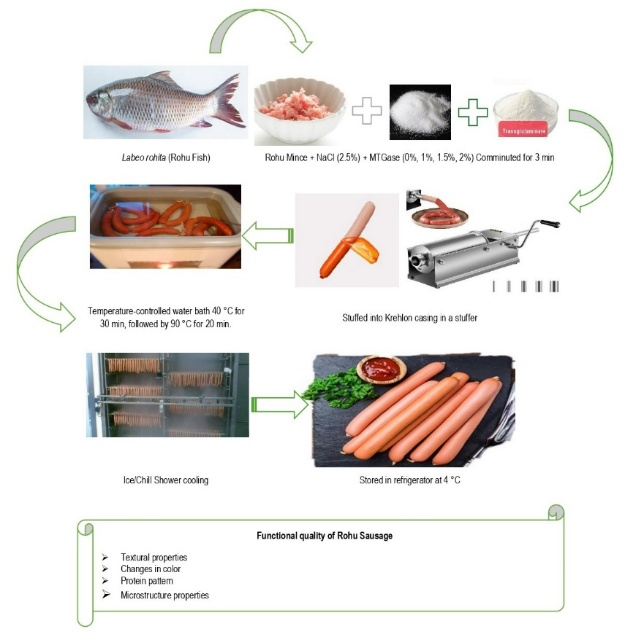 Transglutaminase
Labeo rohita (Rohu Fish)
Rohu Mince + NaCl (2.5%) + MTGase (0%, 1%, 1.5%, 2%) Comminuted for 3 min
Temperature-controlled water bath 40 °C for
30 min, followed by 90 °C for 20 min.
Stuffed into Krehlon casing in a stuffer
Ice/Chill Shower cooling
Stored in refrigerator at 4 °C
Functional quality of Rohu Sausage
Textural properties
Changes in color
Protein pattern
Microstructure properties